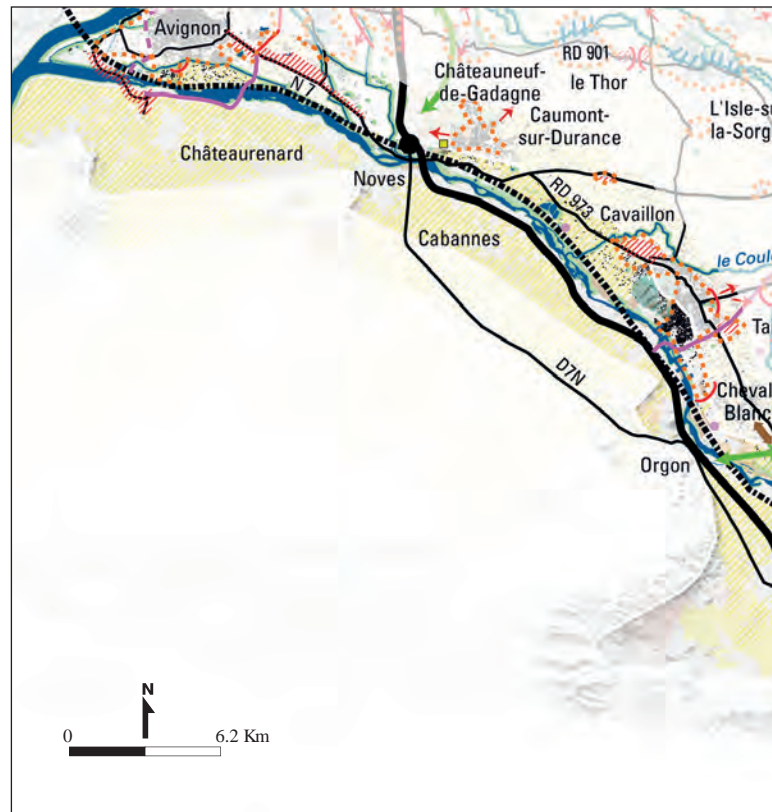 Avignon
RD 901
Châteauneuf-
de-Gadagne
le Thor
N 7
Caumont-
sur-Durance
L'Isle-su
la-Sorg
Châteaurenard
Noves
RD 973
Cavaillon
Cabannes
le Coulo
Ta
D7N
Cheval
Blanc
Orgon
N
0 6.2 Km